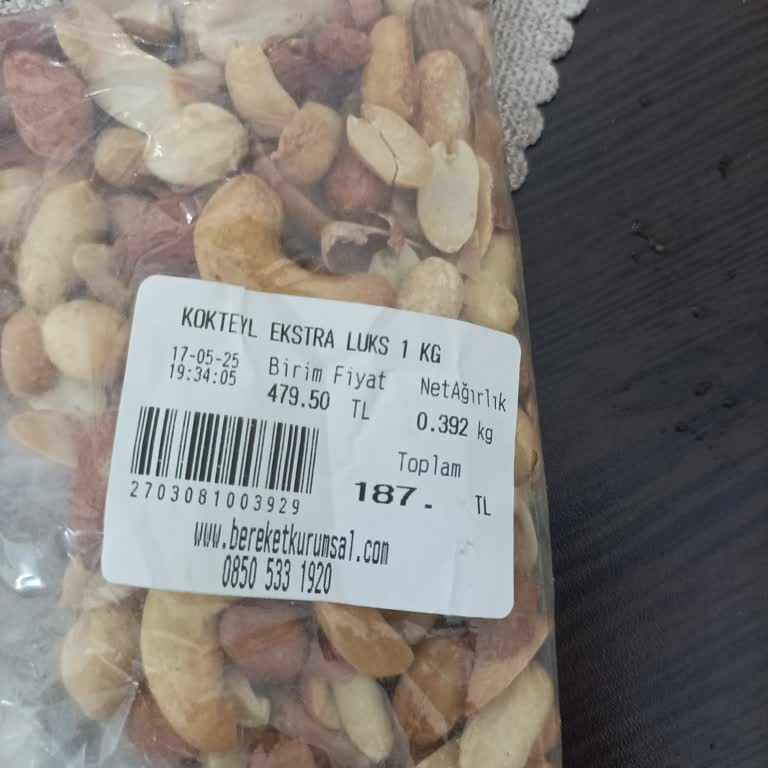 KOKTEYL EKSTRA LUKS 1 KG
17-05-25 Birim Fiyat NetAğırlık
19:34:05 479.50 TL 0.392 kg
Toplam
187.- TL
2703081003929
www.bereketkurumsal.com
0850 533 1920